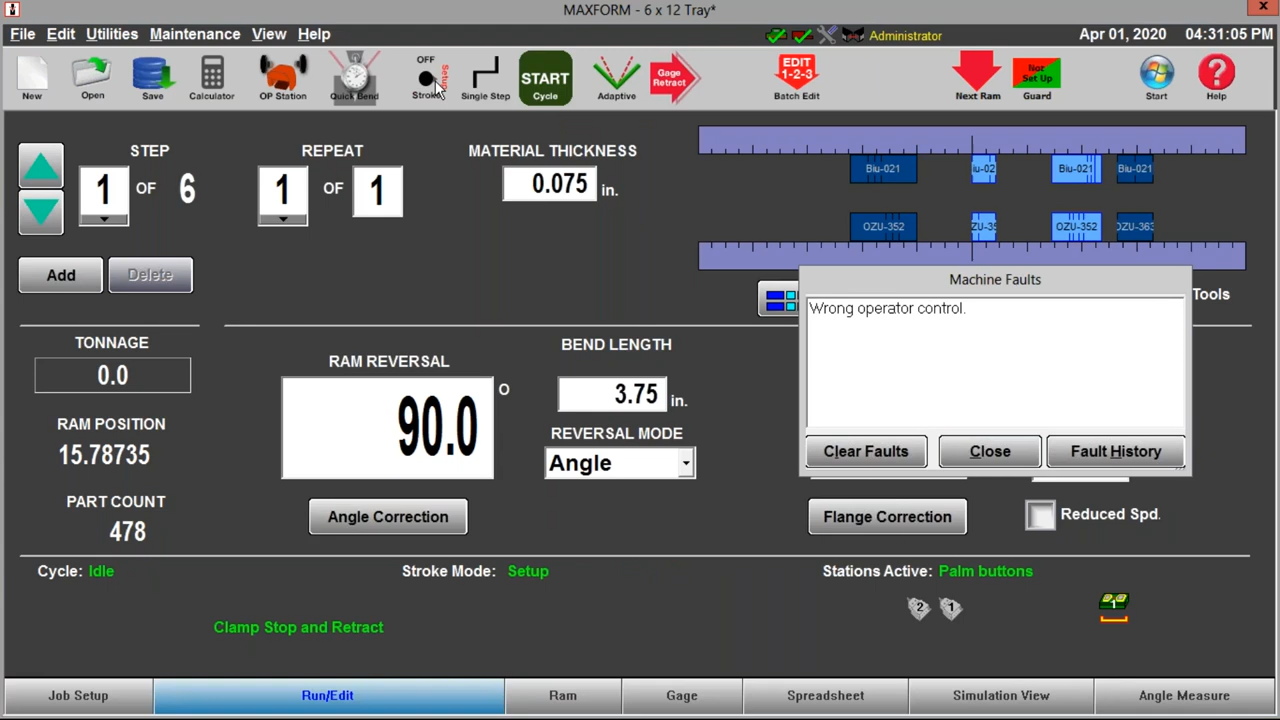 MAXFORM - 6 x 12 Tray*
File Edit Utilities Maintenance View Help
Administrator
Apr 01, 2020 04:31:05 PM
New
Open
Save
Calculator
OP Station
Quick Bend
OFF
Setup
Stroke
Single Step
START
Cycle
Adaptive
Gage
Retract
EDIT
1-2-3
Batch Edit
Next Ram
Not
Set Up
Guard
Start
Help
STEP
1 OF 6
REPEAT
1 OF 1
MATERIAL THICKNESS
0.075 in.
Biu-021
Biu-021
Biu-021
OZU-352
OZU-352
Add
Delete
Tools
Machine Faults
Wrong operator control.
Clear Faults
Close
Fault History
TONNAGE
0.0
RAM POSITION
15.78735
PART COUNT
478
RAM REVERSAL
90.0 O
BEND LENGTH
3.75 in.
REVERSAL MODE
Angle
Angle Correction
Flange Correction
Reduced Spd.
Cycle: Idle
Stroke Mode: Setup
Stations Active: Palm buttons
2
1
1
Clamp Stop and Retract
Job Setup
Run/Edit
Ram
Gage
Spreadsheet
Simulation View
Angle Measure